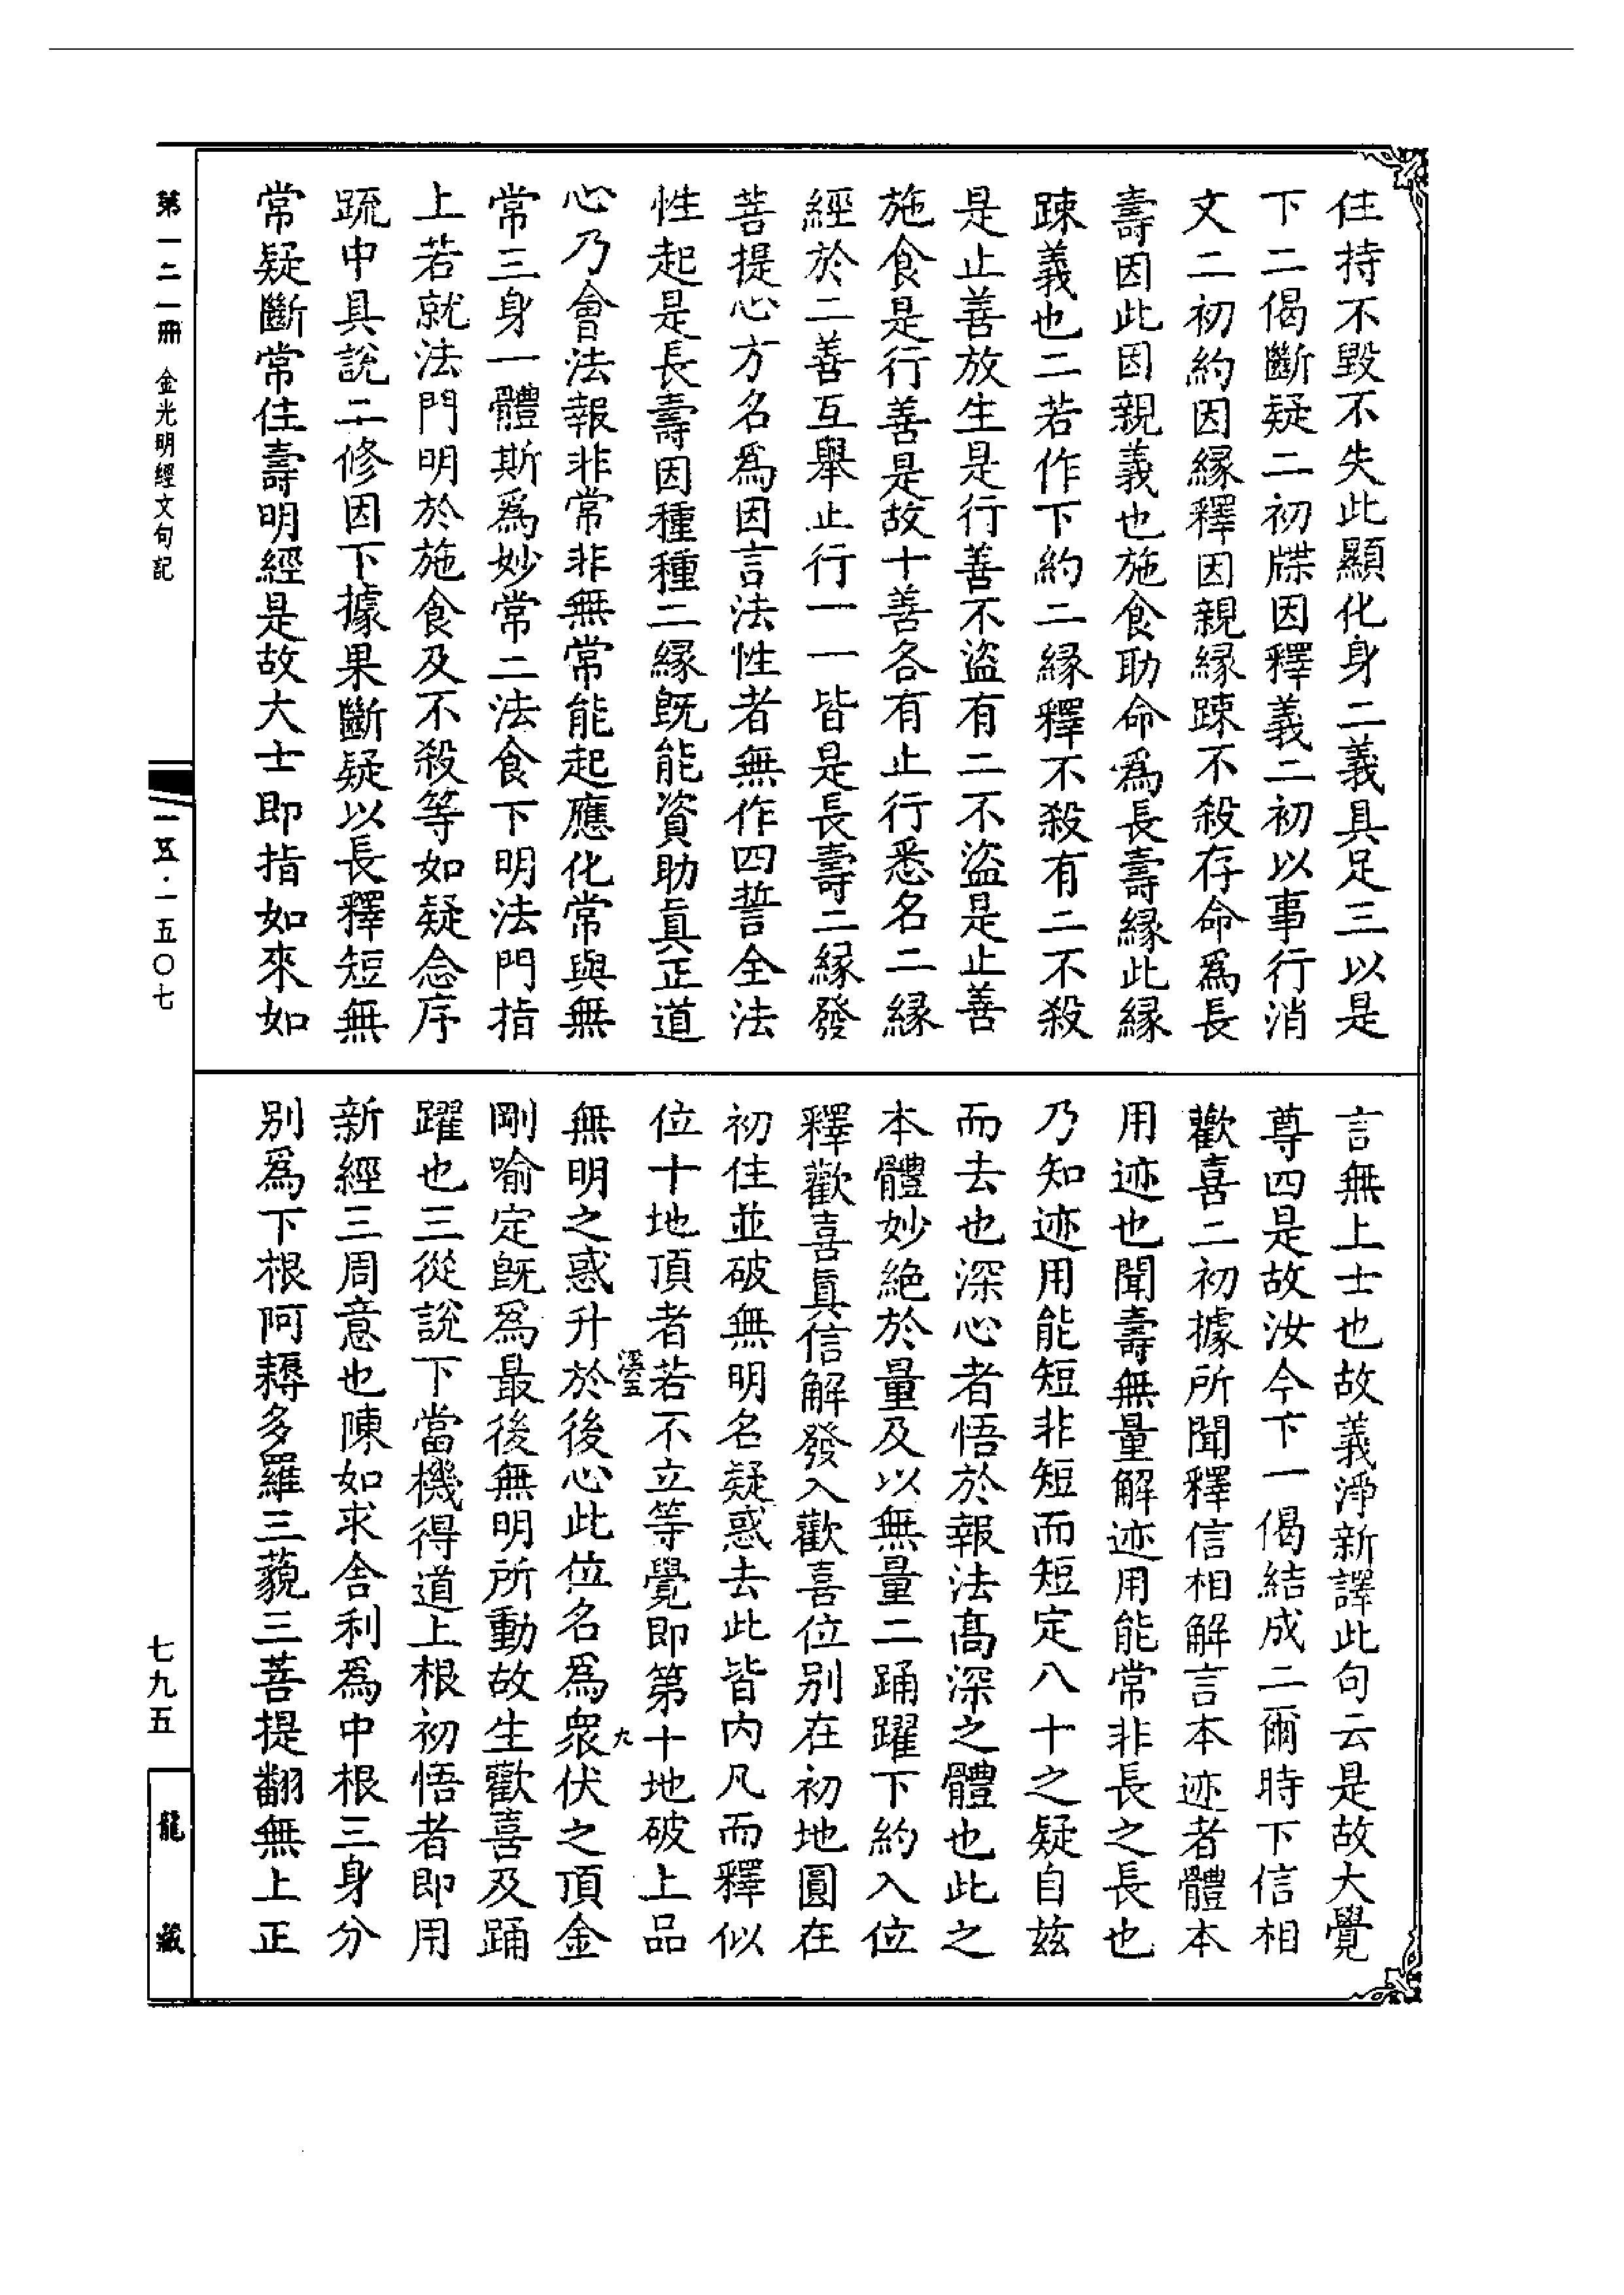 住持不毀不失此顯化身二義具足三以是
下二偈斷疑二初牒因釋義二初以事行消
文二初約因緣釋因親緣踈不殺存命爲長
壽因此因親義也施食助命爲長壽緣此緣
踈義也二若作下約二緣釋不殺有二不殺
是止善放生是行善不盜有二不盜是止善
施食是行善是故十善各有止行悉名二緣
經於二善互舉止行一一皆是長壽二緣發
菩提心方名爲因言法性者無作四誓全法
性起是長壽因種種二緣旣能資助眞正道
心乃會法報非常非無常能起應化常與無
常三身一體斯爲妙常二法食下明法門指
上若就法門明於施食及不殺等如疑念序
疏中具說二修因下據果斷疑以長釋短無
常疑斷常住壽明經是故大士即指如來如
言無上士也故義淨新譯此句云是故大覺
尊四是故汝今下一偈結成二爾時下信相
歡喜二初據所聞釋信相解言本迹者體本
用迹也聞壽無量解迹用能常非長之長也
乃知迹用能短非短而短定八十之疑自兹
而去也深心者悟於報法髙深之體也此之
本體妙絶於量及以無量二踊躍下約入位
釋歡喜眞信解發入歡喜位別在初地圓在
初住並破無明名疑惑去此皆内凡而釋似
位十地頂者若不立等覺即第十地破上品
無明之惑升於後心此位名爲衆伏之頂金
剛喻定旣爲最後無明所動故生歡喜及踊
躍也三從說下當機得道上根初悟者即用
新經三周意也陳如求舍利爲中根三身分
別爲下根阿耨多羅三藐三菩提翻無上正
溪五
九
第一二一冊 金光明經文句記
一五·一五〇七
七九五
龍藏